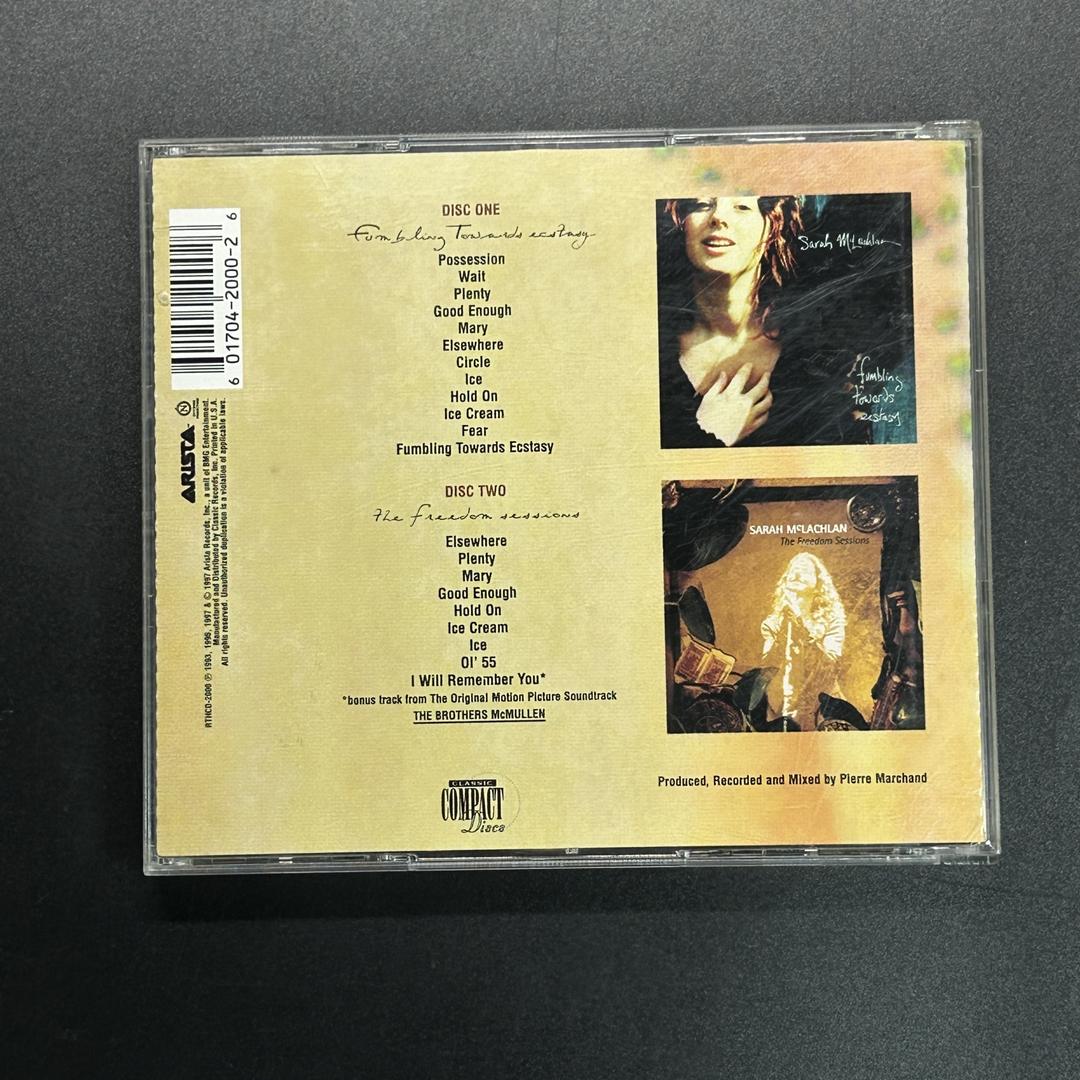 DISC ONE
Fumbling Towards ecstasy
Possession
Wait
Plenty
Good Enough
Mary
Elsewhere
Circle
Ice
Hold On
Ice Cream
Fear
Fumbling Towards Ecstasy
DISC TWO
the freedom sessions
Elsewhere
Plenty
Mary
Good Enough
Hold On
Ice Cream
Ice
Ol' 55
I Will Remember You*
*bonus track from The Original Motion Picture Soundtrack
THE BROTHERS McMULLEN
CLASSIC
COMPACT
Discs
Sarah McLachlan
fumbling
towards
ecstasy
SARAH McLACHLAN
The Freedom Sessions
Produced, Recorded and Mixed by Pierre Marchand
6 01704-2000-2 6
ARISTA
RTHCD-2000 ℗ 1993, 1995, 1997 & © 1997 Arista Records, Inc., a unit of BMG Entertainment.
Manufactured and Distributed by Classic Records, Inc. Printed in U.S.A.
All rights reserved. Unauthorized duplication is a violation of applicable laws.